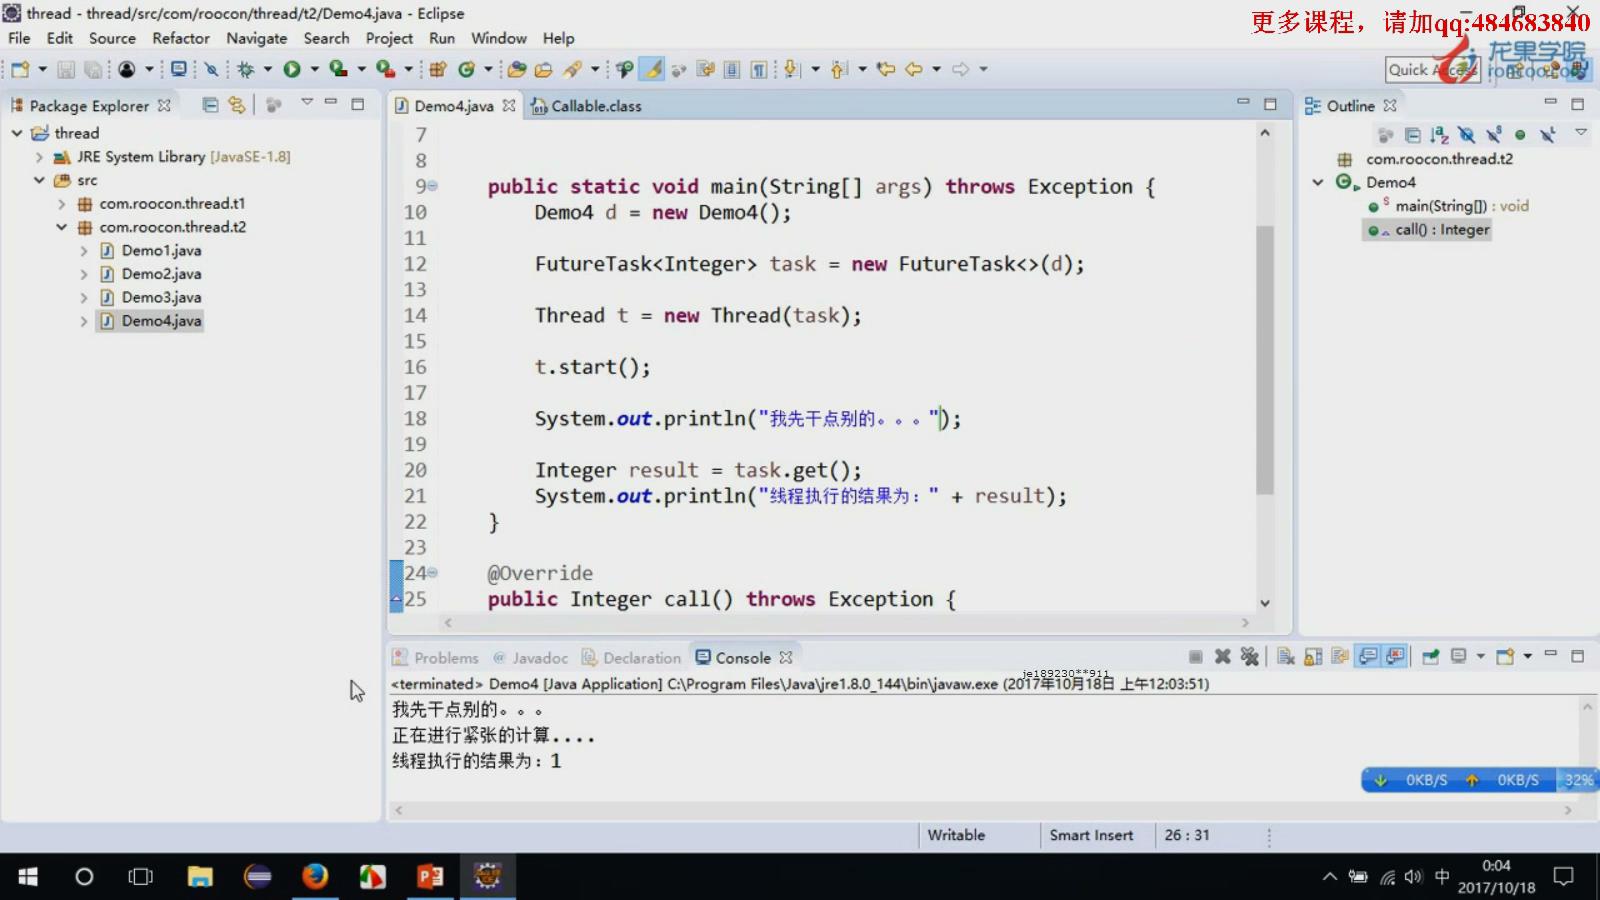 thread - thread/src/com/roocon/thread/t2/Demo4.java - Eclipse
更多课程，请加qq:484683840
File Edit Source Refactor Navigate Search Project Run Window Help
龙果学院
Quick Access
roncoo.com
Package Explorer
Demo4.java
Callable.class
Outline
thread
JRE System Library [JavaSE-1.8]
src
com.roocon.thread.t1
com.roocon.thread.t2
Demo1.java
Demo2.java
Demo3.java
Demo4.java
7
8
9 public static void main(String[] args) throws Exception {
10 Demo4 d = new Demo4();
11
12 FutureTask<Integer> task = new FutureTask<>(d);
13
14 Thread t = new Thread(task);
15
16 t.start();
17
18 System.out.println("我先干点别的。。。");
19
20 Integer result = task.get();
21 System.out.println("线程执行的结果为：" + result);
22 }
23
24 @Override
25 public Integer call() throws Exception {
com.roocon.thread.t2
Demo4
main(String[]) : void
call() : Integer
Problems @ Javadoc Declaration Console
je189230**911
<terminated> Demo4 [Java Application] C:\Program Files\Java\jre1.8.0_144\bin\javaw.exe (2017年10月18日 上午12:03:51)
我先干点别的。。。
正在进行紧张的计算....
线程执行的结果为：1
0KB/S 0KB/S 32%
Writable Smart Insert 26 : 31
中
0:04
2017/10/18